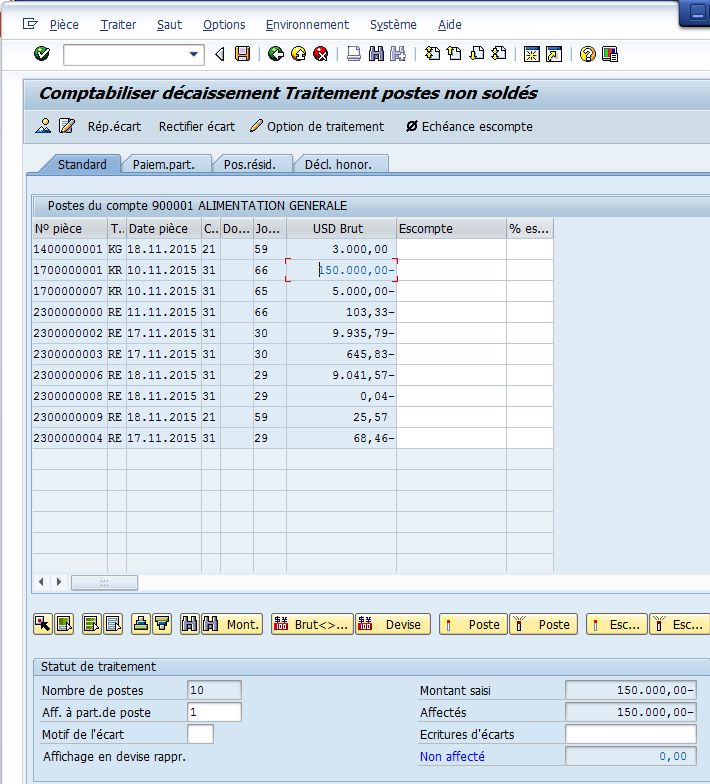 Pièce Traiter Saut Options Environnement Système Aide
Comptabiliser décaissement Traitement postes non soldés
Rép.écart Rectifier écart Option de traitement Echéance escompte
Standard Paiem.part. Pos.résid. Décl. honor.
Postes du compte 900001 ALIMENTATION GENERALE
Nº pièce T.. Date pièce C.. Do... Jo... USD Brut Escompte % es...
1400000001 KG 18.11.2015 21 59 3.000,00
1700000001 KR 10.11.2015 31 66 150.000,00-
1700000007 KR 10.11.2015 31 65 5.000,00-
2300000000 RE 11.11.2015 31 66 103,33-
2300000002 RE 17.11.2015 31 30 9.935,79-
2300000003 RE 17.11.2015 31 30 645,83-
2300000006 RE 18.11.2015 31 29 9.041,57-
2300000008 RE 18.11.2015 31 29 0,04-
2300000009 RE 18.11.2015 21 59 25,57
2300000004 RE 17.11.2015 31 29 68,46-
Mont. Brut<>... Devise Poste Poste Esc... Esc...
Statut de traitement
Nombre de postes 10 Montant saisi 150.000,00-
Aff. à part.de poste 1 Affectés 150.000,00-
Motif de l'écart Ecritures d'écarts
Affichage en devise rappr. Non affecté 0,00